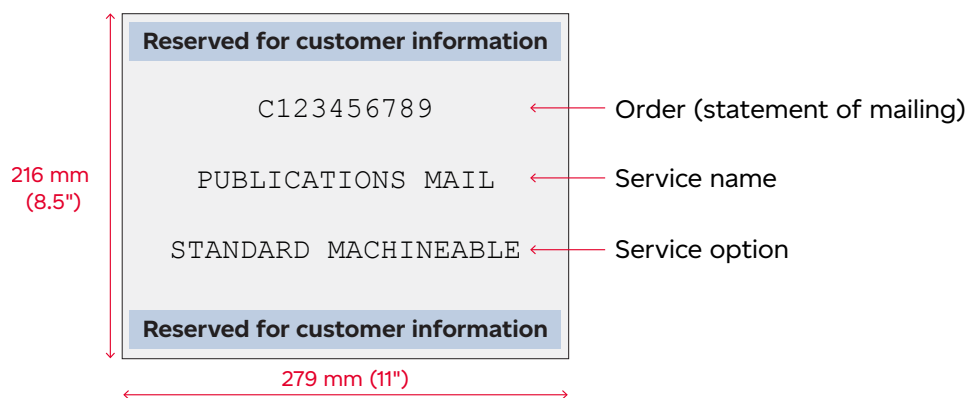 Reserved for customer information
C123456789
Order (statement of mailing)
216 mm
(8.5")
PUBLICATIONS MAIL
Service name
STANDARD MACHINEABLE
Service option
Reserved for customer information
279 mm (11")